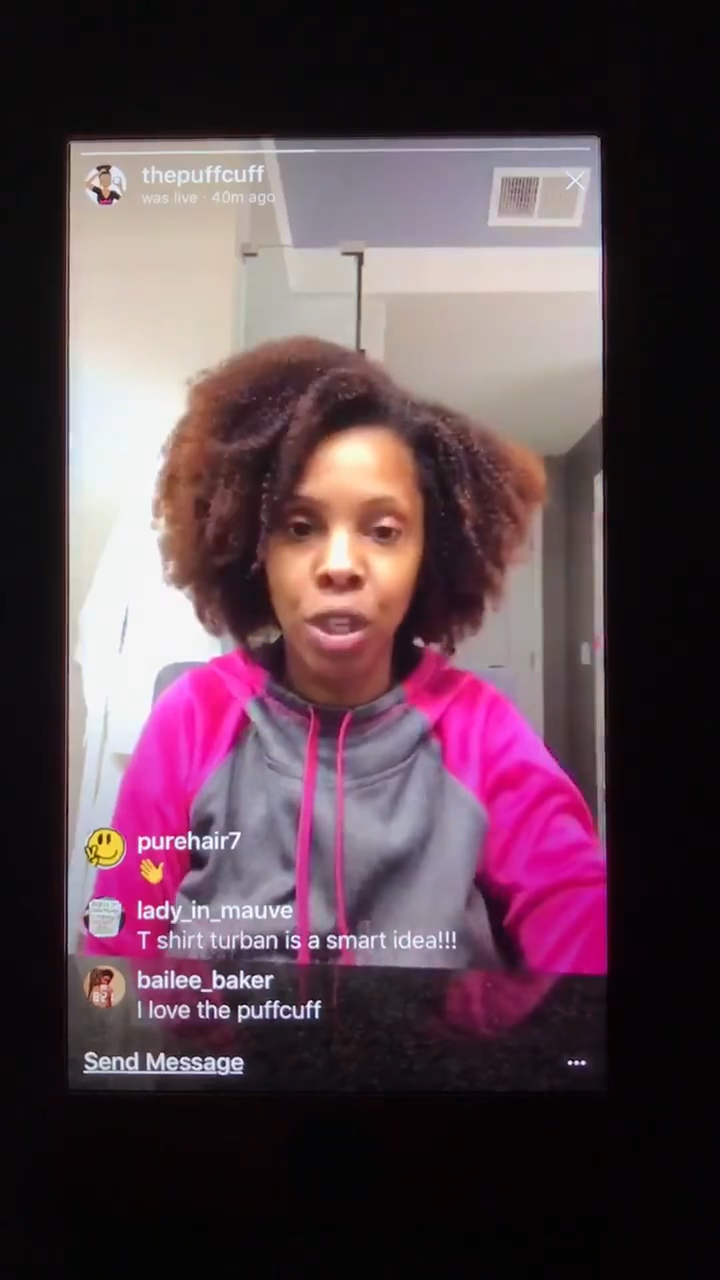 thepuffcuff
was live · 40m ago
purehair7
👋
lady_in_mauve
T shirt turban is a smart idea!!!
bailee_baker
I love the puffcuff
Send Message